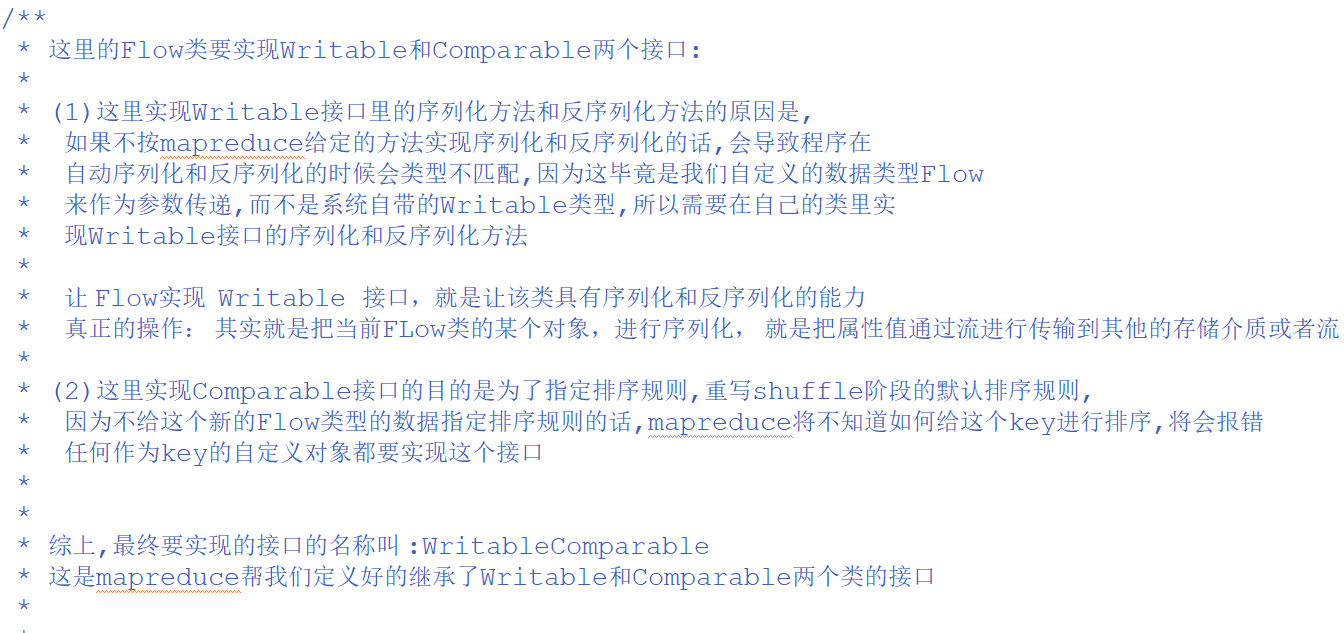 /**
* 这里的Flow类要实现Writable和Comparable两个接口:
*
* (1)这里实现Writable接口里的序列化方法和反序列化方法的原因是,
* 如果不按mapreduce给定的方法实现序列化和反序列化的话,会导致程序在
* 自动序列化和反序列化的时候会类型不匹配,因为这毕竟是我们自定义的数据类型Flow
* 来作为参数传递,而不是系统自带的Writable类型,所以需要在自己的类里实
* 现Writable接口的序列化和反序列化方法
*
* 让 Flow实现 Writable 接口，就是让该类具有序列化和反序列化的能力
* 真正的操作： 其实就是把当前FLow类的某个对象，进行序列化， 就是把属性值通过流进行传输到其他的存储介质或者流
*
* (2)这里实现Comparable接口的目的是为了指定排序规则,重写shuffle阶段的默认排序规则,
* 因为不给这个新的Flow类型的数据指定排序规则的话,mapreduce将不知道如何给这个key进行排序,将会报错
* 任何作为key的自定义对象都要实现这个接口
*
*
* 综上,最终要实现的接口的名称叫:WritableComparable
* 这是mapreduce帮我们定义好的继承了Writable和Comparable两个类的接口
*
*